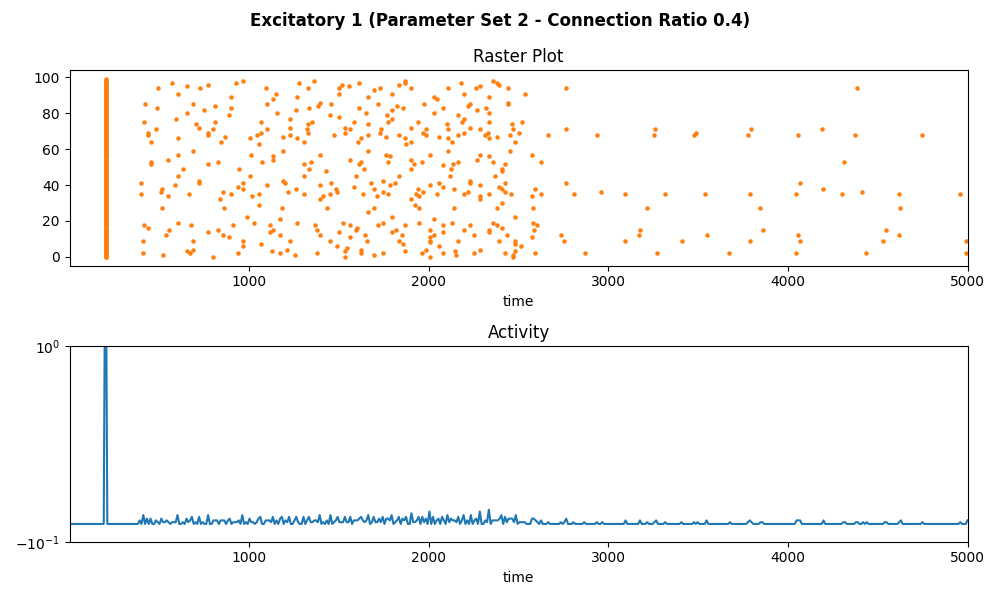 Excitatory 1 (Parameter Set 2 - Connection Ratio 0.4)
Raster Plot
100
80
60
40
20
0
1000 2000 3000 4000 5000
time
Activity
10^0
-10^-1
1000 2000 3000 4000 5000
time